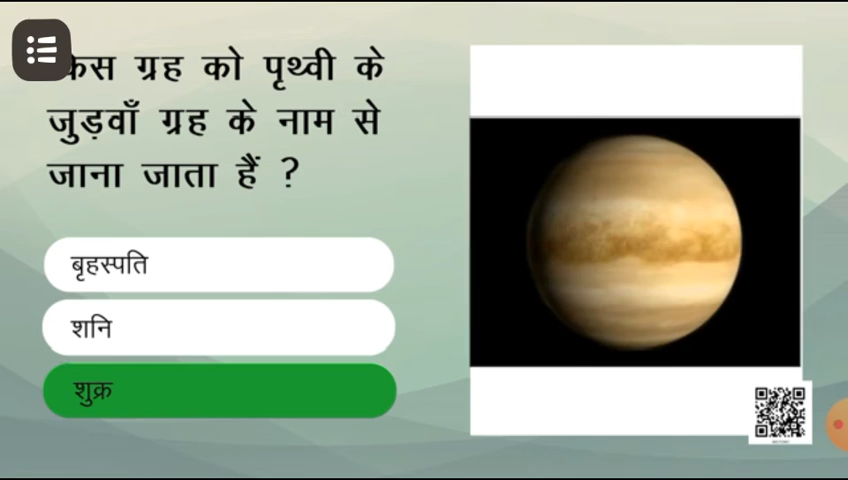 ग्रह को पृथ्वी के
जुड़वाँ ग्रह के नाम से
जाना जाता हैं ?
बृहस्पति
शनि
शुक्र